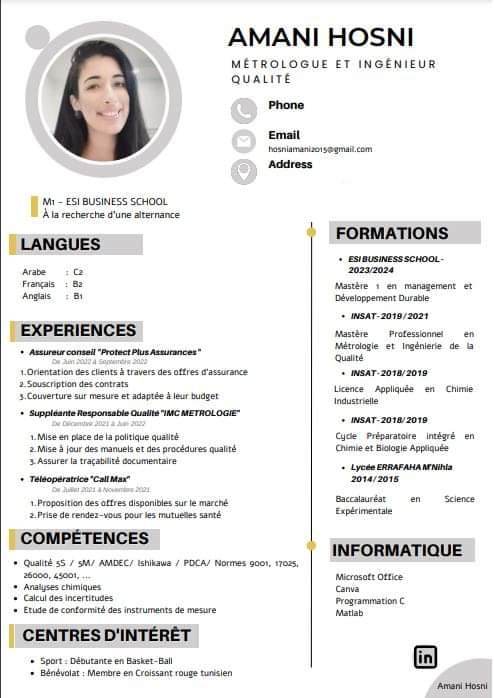 AMANI HOSNI
MÉTROLOGUE ET INGÉNIEUR
QUALITÉ
Phone
Email
hosniamani2015@gmail.com
Address
M1 - ESI BUSINESS SCHOOL
À la recherche d'une alternance
LANGUES
Arabe : C2
Français : B2
Anglais : B1
EXPERIENCES
• Assureur conseil "Protect Plus Assurances"
De Juin 2022 à Septembre 2022
1. Orientation des clients à travers des offres d'assurance
2. Souscription des contrats
3. Couverture sur mesure et adaptée à leur budget
• Suppléante Responsable Qualité "IMC METROLOGIE"
De Décembre 2021 à Juin 2022
1. Mise en place de la politique qualité
2. Mise à jour des manuels et des procédures qualité
3. Assurer la traçabilité documentaire
• Téléopératrice "Call Max"
De Juillet 2021 à Novembre 2021
1. Proposition des offres disponibles sur le marché
2. Prise de rendez-vous pour les mutuelles santé
COMPÉTENCES
• Qualité 5S / 5M/ AMDEC/ Ishikawa / PDCA/ Normes 9001, 17025,
26000, 45001, ...
• Analyses chimiques
• Calcul des incertitudes
• Etude de conformité des instruments de mesure
CENTRES D'INTÉRÊT
• Sport : Débutante en Basket-Ball
• Bénévolat : Membre en Croissant rouge tunisien
FORMATIONS
• ESI BUSINESS SCHOOL -
2023/2024
Mastère 1 en management et
Développement Durable
• INSAT - 2019 / 2021
Mastère Professionnel en
Métrologie et Ingénierie de la
Qualité
• INSAT - 2018/ 2019
Licence Appliquée en Chimie
Industrielle
• INSAT - 2018/ 2019
Cycle Préparatoire intégré en
Chimie et Biologie Appliquée
• Lycée ERRAFAHA M'Nihla
2014 / 2015
Baccalauréat en Science
Expérimentale
INFORMATIQUE
Microsoft Office
Canva
Programmation C
Matlab
in
Amani Hosni